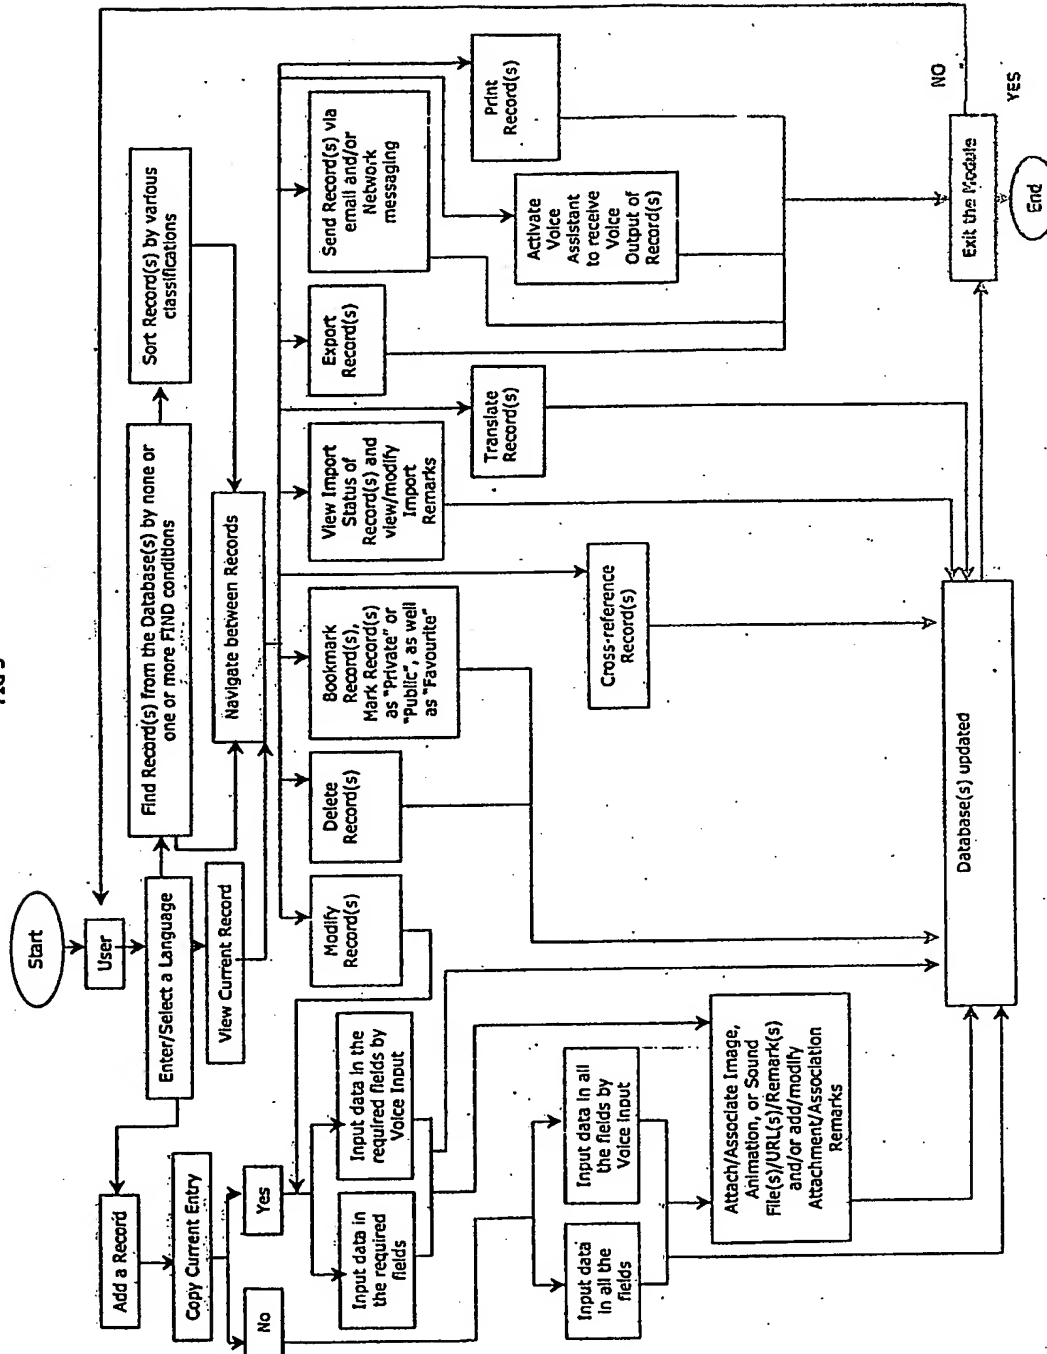 Start
User
Enter/Select a Language
View Current Record
Find Record(s) from the Database(s) by none or
one or more FIND conditions
Sort Record(s) by various
classifications
Navigate between Records
Add a Record
Copy Current Entry
No
Yes
Input data in
the required
fields
Input data in the
required fields by
Voice Input
Modify
Record(s)
Delete
Record(s)
Bookmark
Record(s),
Mark Record(s)
as "Private" or
"Public", as well
as "Favourite"
View Import
Status of
Record(s) and
view/modify
Import
Remarks
Export
Record(s)
Send Record(s) via
email and/or
Network
messaging
Cross-reference
Record(s)
Translate
Record(s)
Activate
Voice
Assistant
to receive
Voice
Output of
Record(s)
Print
Record(s)
Input data
in all the
fields
Input data in all
the fields by
Voice Input
Attach/Associate Image,
Animation, or Sound
File(s)/URL(s)/Remark(s)
and/or add/modify
Attachment/Association
Remarks
Database(s) updated
Exit the Module
NO
YES
End